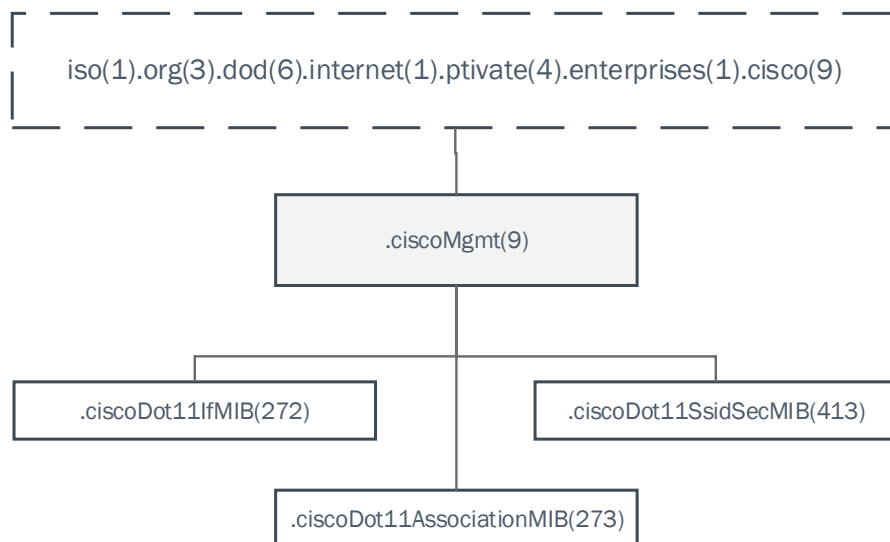 iso(1).org(3).dod(6).internet(1).ptivate(4).enterprises(1).cisco(9)
.ciscoMgmt(9)
.ciscoDot11IfMIB(272)
.ciscoDot11SsidSecMIB(413)
.ciscoDot11AssociationMIB(273)